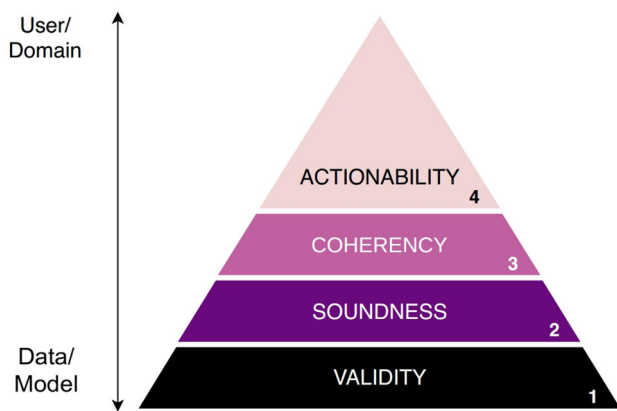 User/
Domain
ACTIONABILITY
4
COHERENCY
3
SOUNDNESS
2
Data/
Model
VALIDITY
1